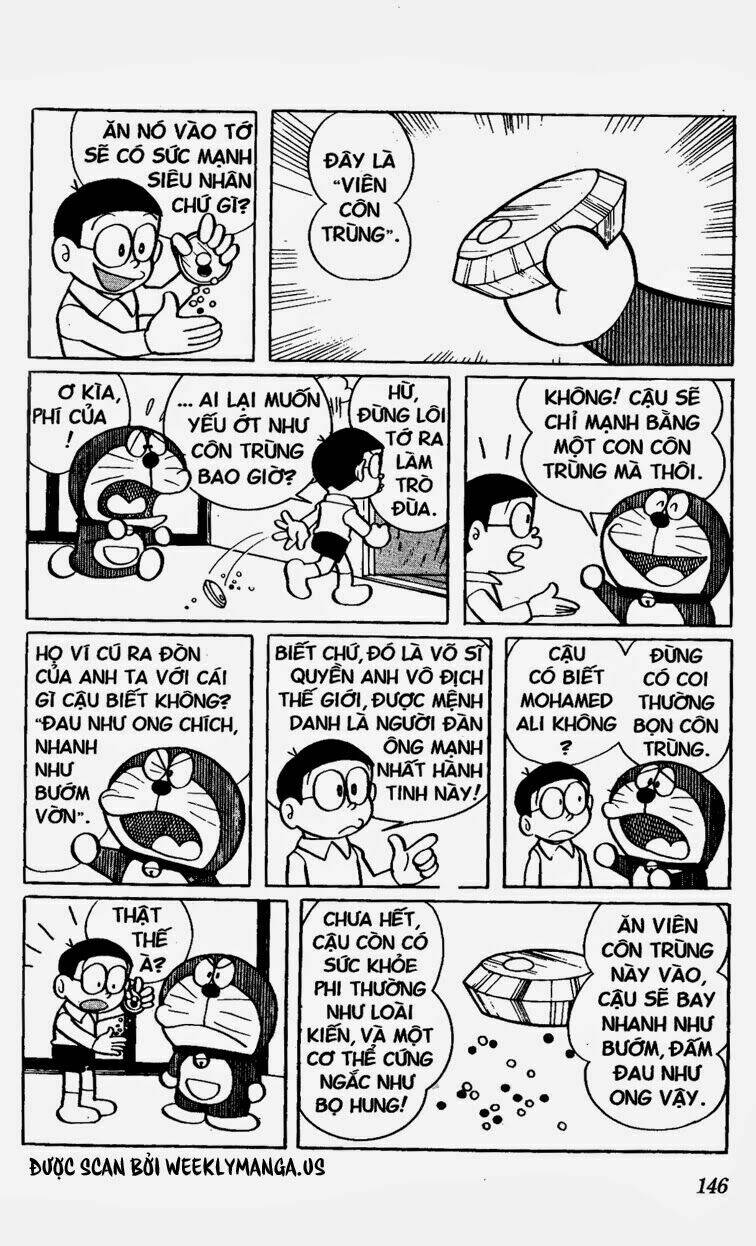 ĐÂY LÀ
"VIÊN
CÔN
TRÙNG".
ĂN NÓ VÀO TỚ
SẼ CÓ SỨC MẠNH
SIÊU NHÂN
CHỨ GÌ?
KHÔNG! CẬU SẼ
CHỈ MẠNH BẰNG
MỘT CON CÔN
TRÙNG MÀ THÔI.
HỪ,
ĐỪNG LÔI
TỚ RA
LÀM
TRÒ
ĐÙA.
... AI LẠI MUỐN
YẾU ỚT NHƯ
CÔN TRÙNG
BAO GIỜ?
Ơ KÌA,
PHÍ CỦA
!
ĐỪNG
CÓ COI
THƯỜNG
BỌN CÔN
TRÙNG.
CẬU
CÓ BIẾT
MOHAMED
ALI KHÔNG
?
BIẾT CHỨ, ĐÓ LÀ VÕ SĨ
QUYỀN ANH VÔ ĐỊCH
THẾ GIỚI, ĐƯỢC MỆNH
DANH LÀ NGƯỜI ĐÀN
ÔNG MẠNH
NHẤT HÀNH
TINH NÀY!
HỌ VÍ CÚ RA ĐÒN
CỦA ANH TA VỚI CÁI
GÌ CẬU BIẾT KHÔNG?
"ĐAU NHƯ ONG CHÍCH,
NHANH
NHƯ
BƯỚM
VỜN".
ĂN VIÊN
CÔN TRÙNG
NÀY VÀO,
CẬU SẼ BAY
NHANH NHƯ
BƯỚM, ĐẤM
ĐAU NHƯ
ONG VẬY.
CHƯA HẾT,
CẬU CÒN CÓ
SỨC KHỎE
PHI THƯỜNG
NHƯ LOÀI
KIẾN, VÀ MỘT
CƠ THỂ CỨNG
NGẮC NHƯ
BỌ HUNG!
THẬT
THẾ
À?
ĐƯỢC SCAN BỞI WEEKLYMANGA.US
146